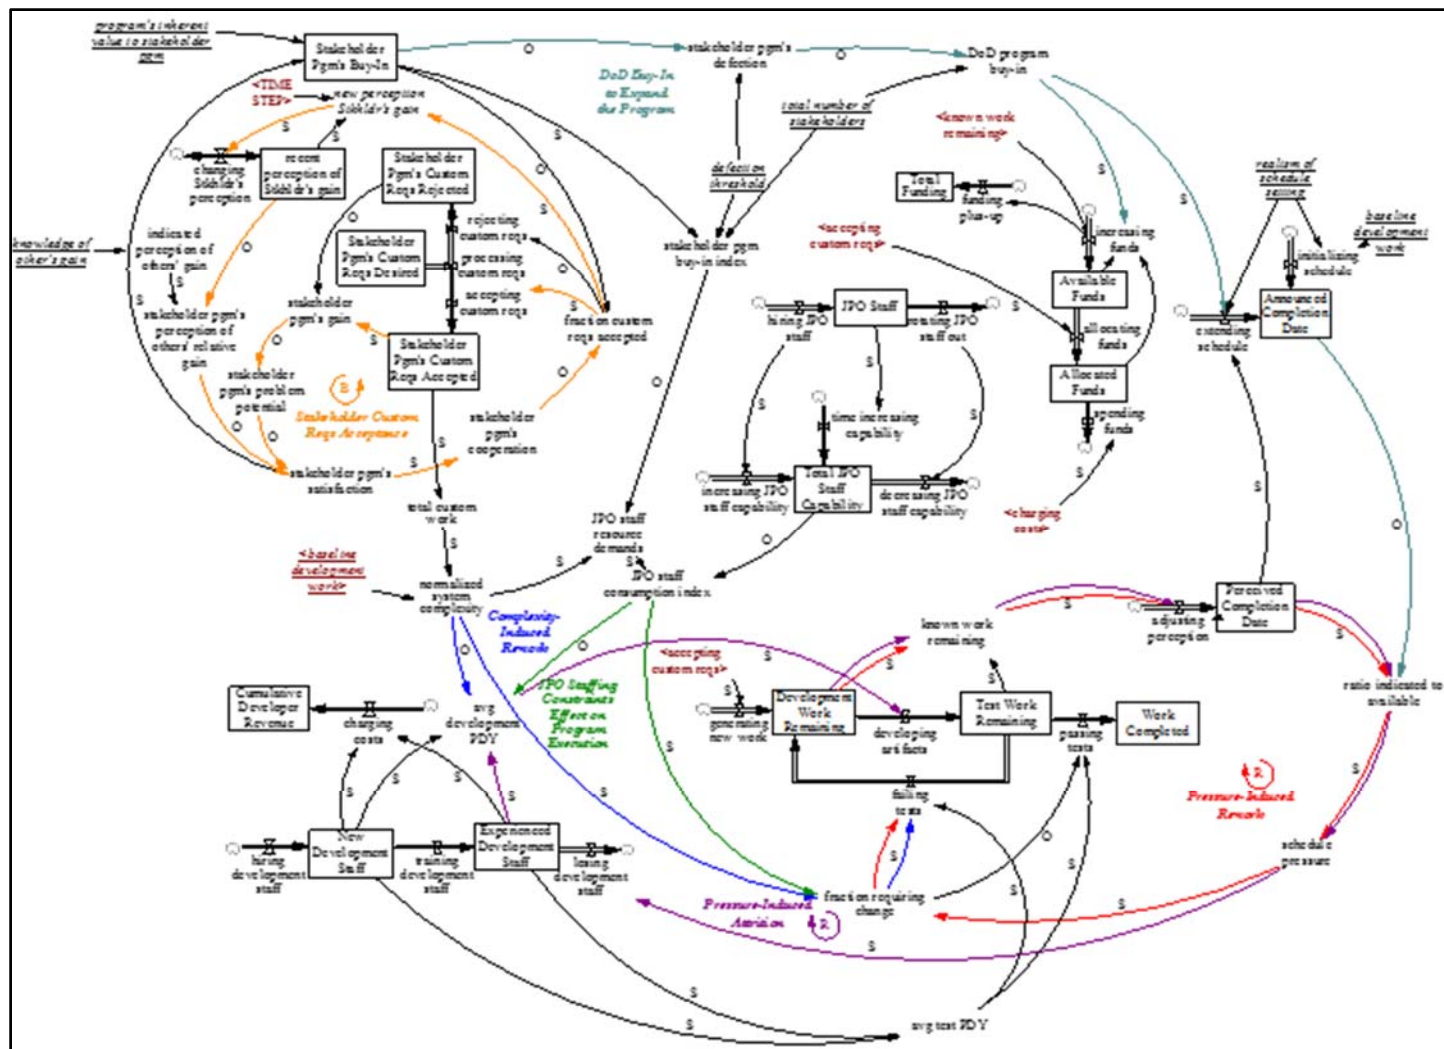 program's inherent
value to stakeholder
pgm
Stakeholder
Pgm's Buy-In
O
stakeholder pgm's
defection
O
DoD program
buy-in
DoD Buy-In
to Expand
the Program
<TIME
STEP>
new perception
Stkhldr's gain
S
S
changing
Stkhldr's
perception
recent
perception of
Stkhldr's gain
Stakeholder
Pgm's Custom
Reqs Rejected
total number of
stakeholders
<known work
remaining>
S
S
realism of
schedule
setting
Total
Funding
funding
plus-up
defection
threshold
S
O
S
knowledge of
other's gain
indicated
perception of
others' gain
S
O
O
rejecting
custom reqs
Stakeholder
Pgm's Custom
Reqs Desired
processing
custom reqs
O
accepting
custom reqs
stakeholder pgm
buy-in index
<accepting
custom reqs>
increasing
funds
baseline
development
work
initializing
schedule
Available
Funds
Announced
Completion
Date
extending
schedule
S
S
stakeholder pgm's
perception of
others' relative
gain
stakeholder
pgm's gain
S
O
fraction custom
reqs accepted
Stakeholder
Pgm's Custom
Reqs Accepted
hiring JPO
staff
JPO Staff
rotating JPO
staff out
S
allocating
funds
Allocated
Funds
stakeholder
pgm's problem
potential
B
Stakeholder Custom
Reqs Acceptance
O
O
O
O
stakeholder
pgm's
cooperation
S
S
S
time increasing
capability
spending
funds
S
S
stakeholder pgm's
satisfaction
increasing JPO
staff capability
Total JPO
Staff
Capability
decreasing JPO
staff capability
S
<charging
costs>
S
total custom
work
S
JPO staff
resource
demands
O
O
<baseline
development
work>
normalized
system
complexity
S
S
JPO staff
consumption index
Complexity-
Induced
Rework
O
O
known work
remaining
S
adjusting
perception
Perceived
Completion
Date
S
S
<accepting
custom reqs>
S
S
S
S
ratio indicated to
available
Cumulative
Developer
Revenue
charging
costs
avg
development
PDY
JPO Staffing
Constraints
Effect on
Program
Execution
generating
new work
Development
Work
Remaining
developing
artifacts
Test Work
Remaining
passing
tests
Work
Completed
S
S
S
S
S
failing
tests
S
R
Pressure-Induced
Rework
hiring
development
staff
New
Development
Staff
training
development
staff
Experienced
Development
Staff
losing
development
staff
S
O
S
schedule
pressure
S
fraction requiring
change
Pressure-Induced
Attrition
R
S
S
S
S
avg test PDY